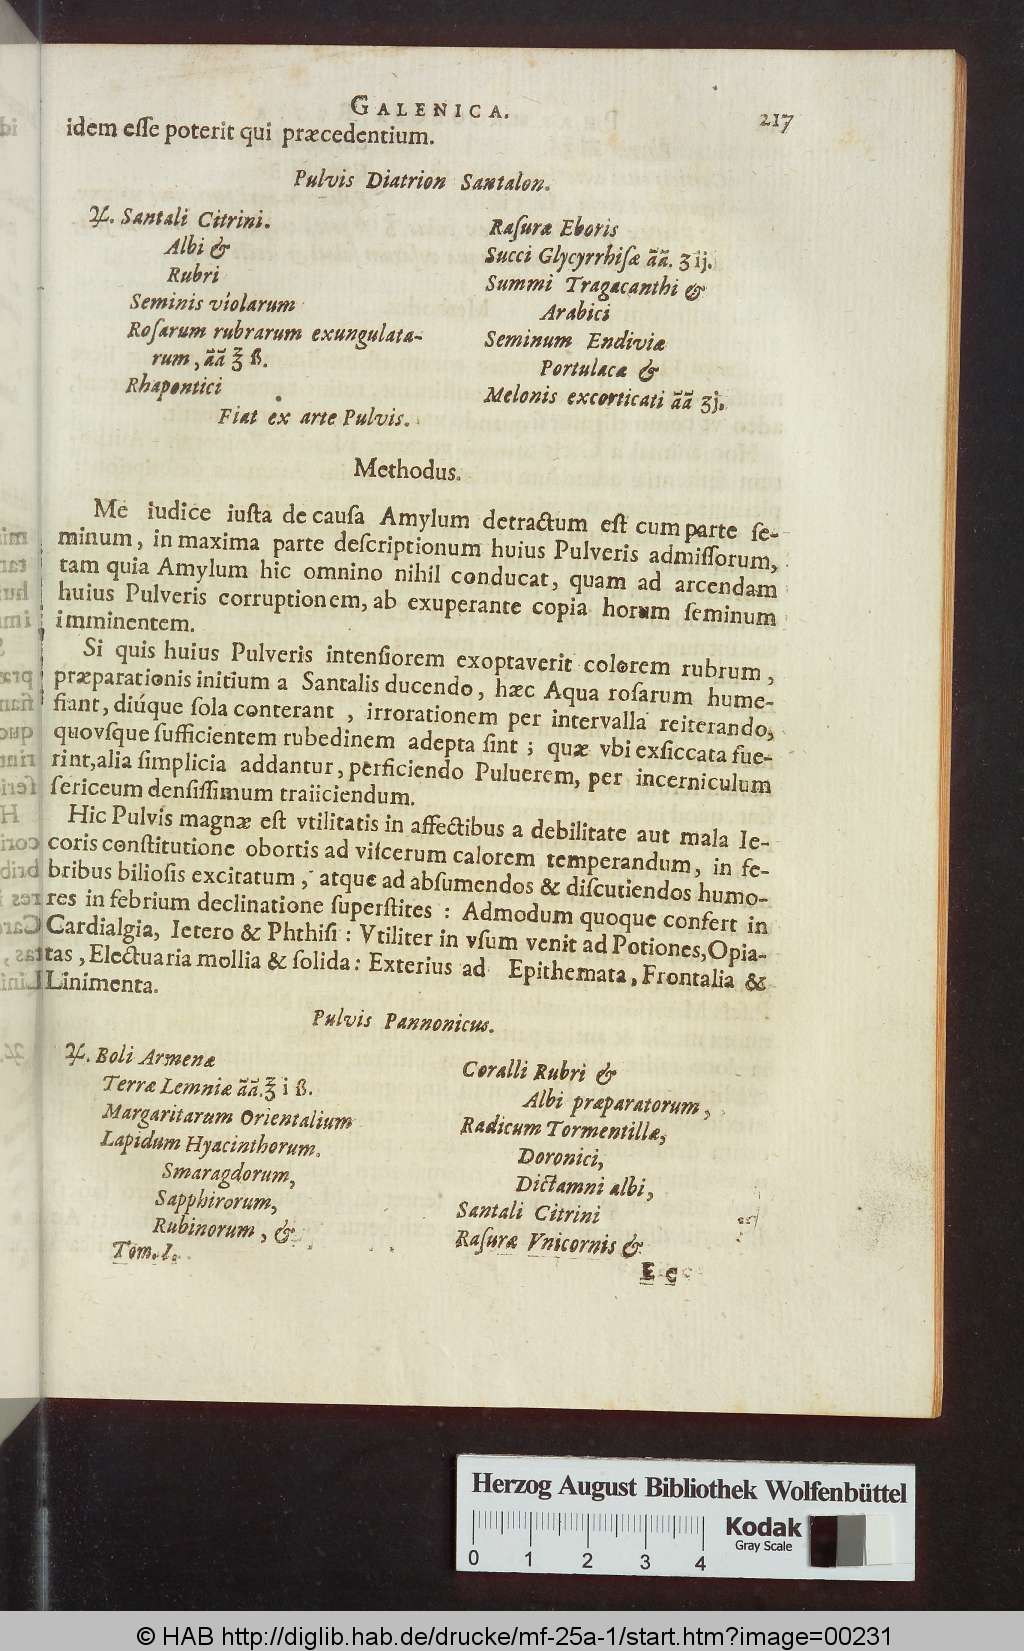 GALENICA. 217
idem esse poterit qui præcedentium.
Pulvis Diatrion Santalon.
♃. Santali Citrini.
Albi &
Rubri
Seminis violarum
Roſarum rubrarum exungulata-
rum, ãã ℥ ß.
Rhapontici
Raſuræ Eboris
Succi Glycyrrhiſæ ãã. ʒ ij.
Summi Tragacanthi &
Arabici
Seminum Endiviæ
Portulacæ &
Melonis excorticati ãã ʒj.
Fiat ex arte Pulvis.
Methodus.
Me iudice iuſta de cauſa Amylum detractum eſt cum parte ſe-
minum, in maxima parte deſcriptionum huius Pulveris admiſſorum,
tam quia Amylum hic omnino nihil conducat, quam ad arcendam
huius Pulveris corruptionem, ab exuperante copia horum ſeminum
imminentem.
Si quis huius Pulveris intenſiorem exoptaverit colorem rubrum,
præparationis initium a Santalis ducendo, hæc Aqua roſarum hume-
fiant, diúque ſola conterant, irrorationem per intervalla reiterando,
quovſque ſufficientem rubedinem adepta ſint; quæ vbi exſiccata fue-
rint, alia ſimplicia addantur, perficiendo Puluerem, per incerniculum
ſericeum denſiſſimum traiiciendum.
Hic Pulvis magnæ eſt vtilitatis in affectibus a debilitate aut mala Ie-
coris conſtitutione obortis ad viſcerum calorem temperandum, in fe-
bribus bilioſis excitatum, atque ad abſumendos & diſcutiendos humo-
res in febrium declinatione ſuperſtites: Admodum quoque confert in
Cardialgia, Ietero & Phthiſi: Vtiliter in vſum venit ad Potiones, Opia-
tas, Electuaria mollia & ſolida: Exterius ad Epithemata, Frontalia &
Linimenta.
Pulvis Pannonicus.
♃. Boli Armenæ
Terræ Lemniæ ãã. ℥ i ß.
Margaritarum Orientalium
Lapidum Hyacinthorum,
Smaragdorum,
Sapphirorum,
Rubinorum, &
Coralli Rubri &
Albi præparatorum,
Radicum Tormentillæ,
Doronici,
Dictamni albi,
Santali Citrini
Raſuræ Vnicornis &
Tom. I. E c
Herzog August Bibliothek Wolfenbüttel
0 1 2 3 4
Kodak
Gray Scale
© HAB http://diglib.hab.de/drucke/mf-25a-1/start.htm?image=00231